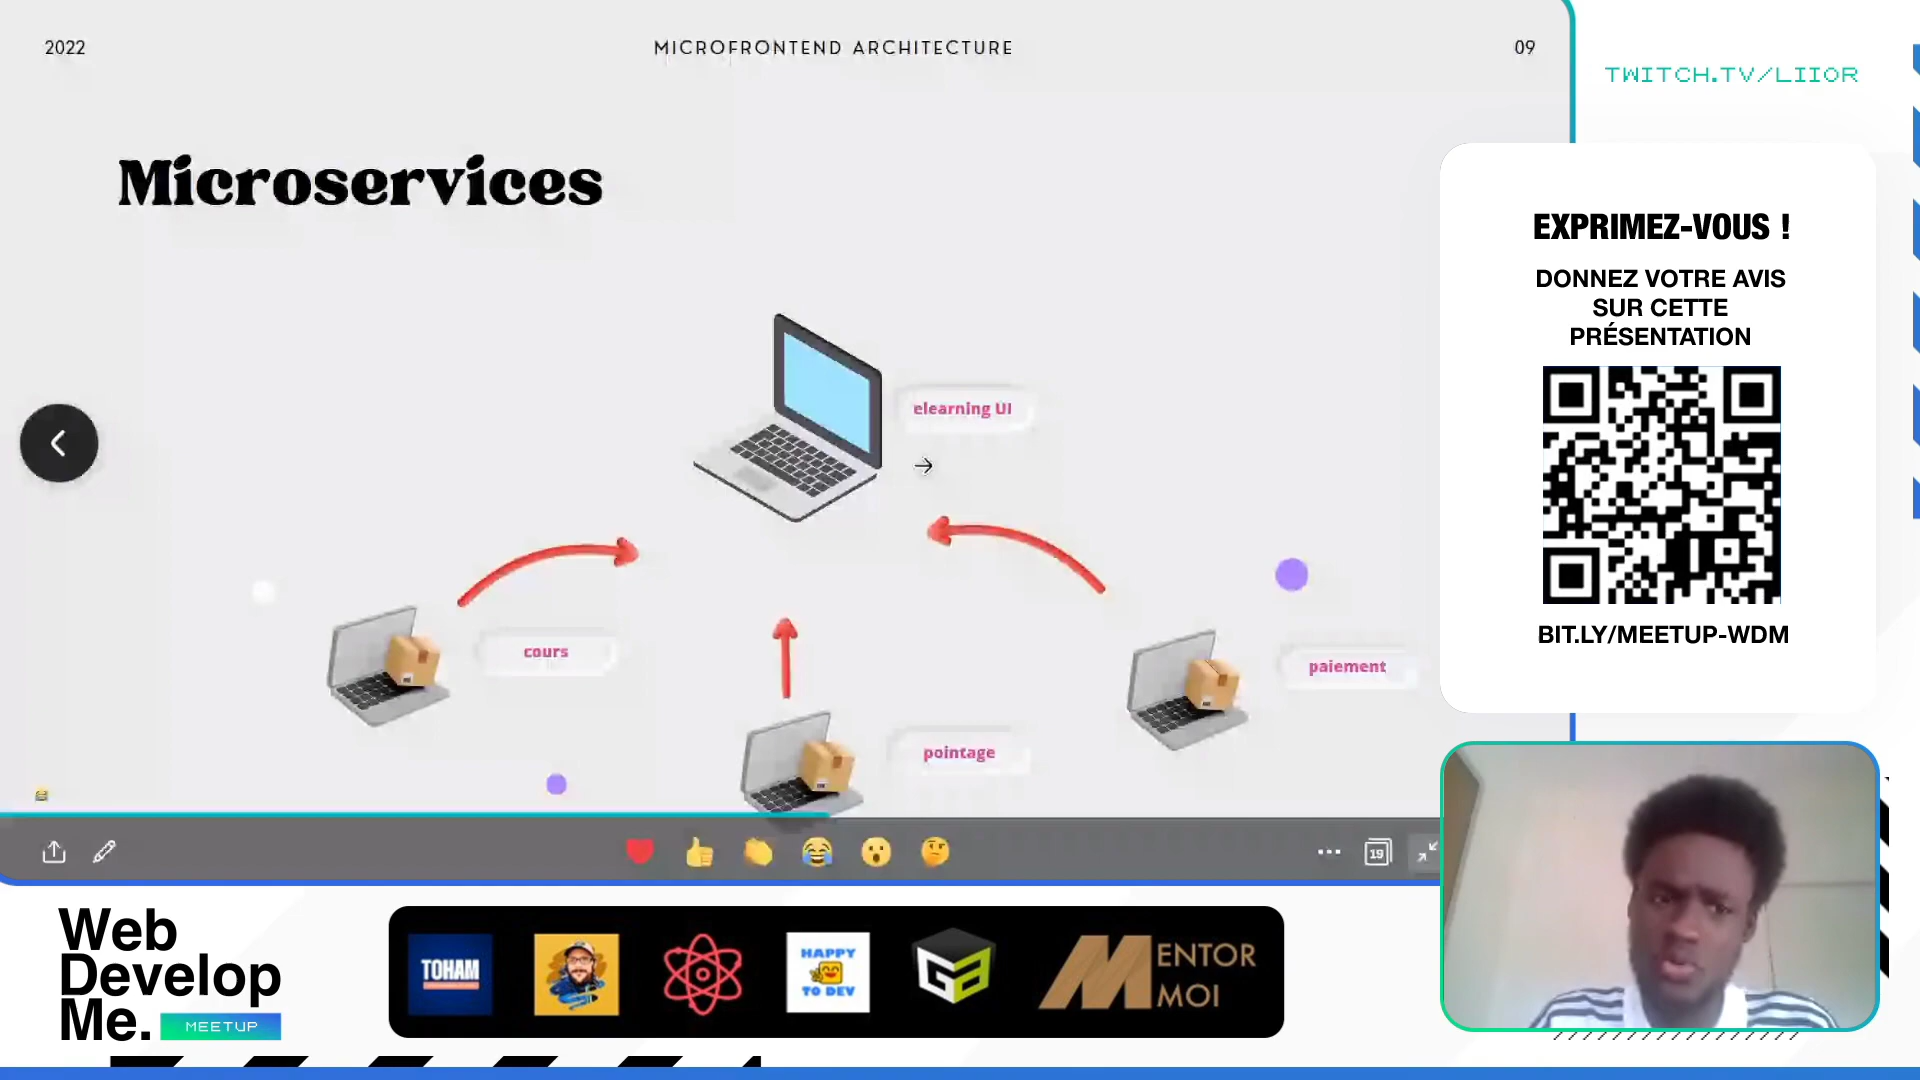 2022
MICROFRONTEND ARCHITECTURE
09
TWITCH.TV/LIIOR
Microservices
EXPRIMEZ-VOUS !
DONNEZ VOTRE AVIS
SUR CETTE
PRÉSENTATION
BIT.LY/MEETUP-WDM
elearning UI
cours
paiement
pointage
19
Web
Develop
Me.
MEETUP
TOHAM
HAPPY
TO DEV
MENTOR
MOI